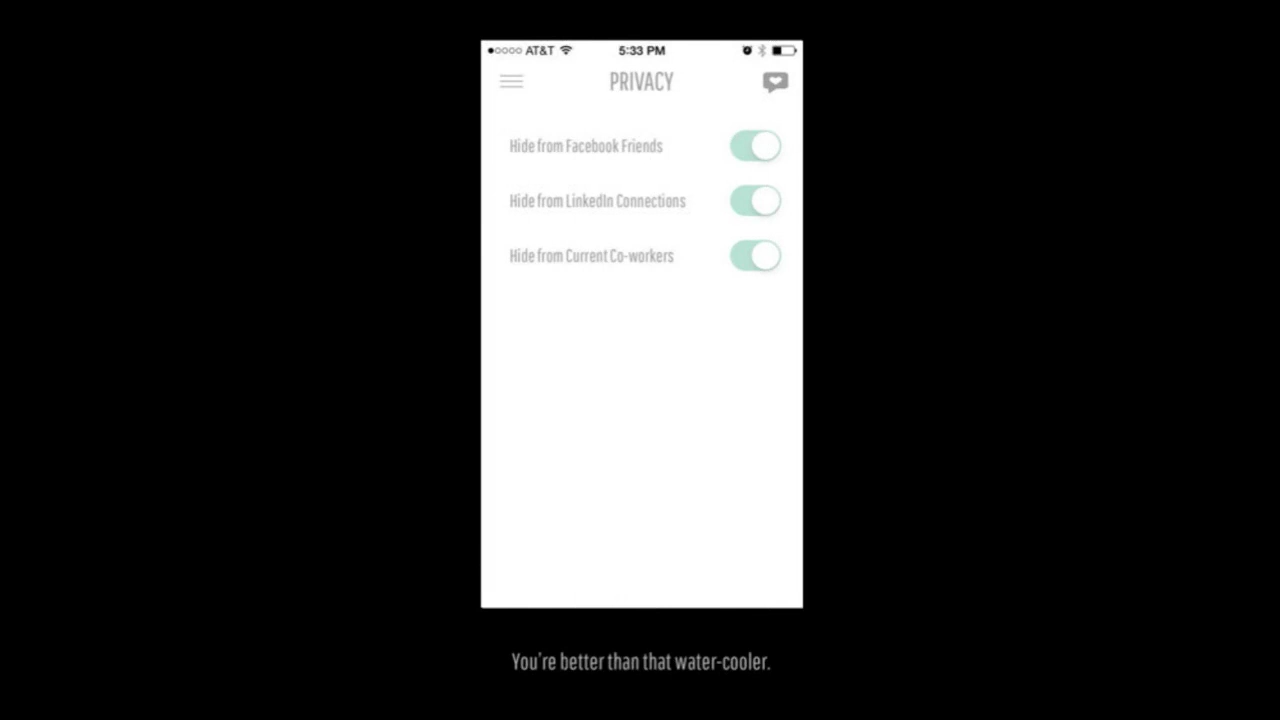 AT&T 5:33 PM
PRIVACY
Hide from Facebook Friends
Hide from LinkedIn Connections
Hide from Current Co-workers
You're better than that water-cooler.